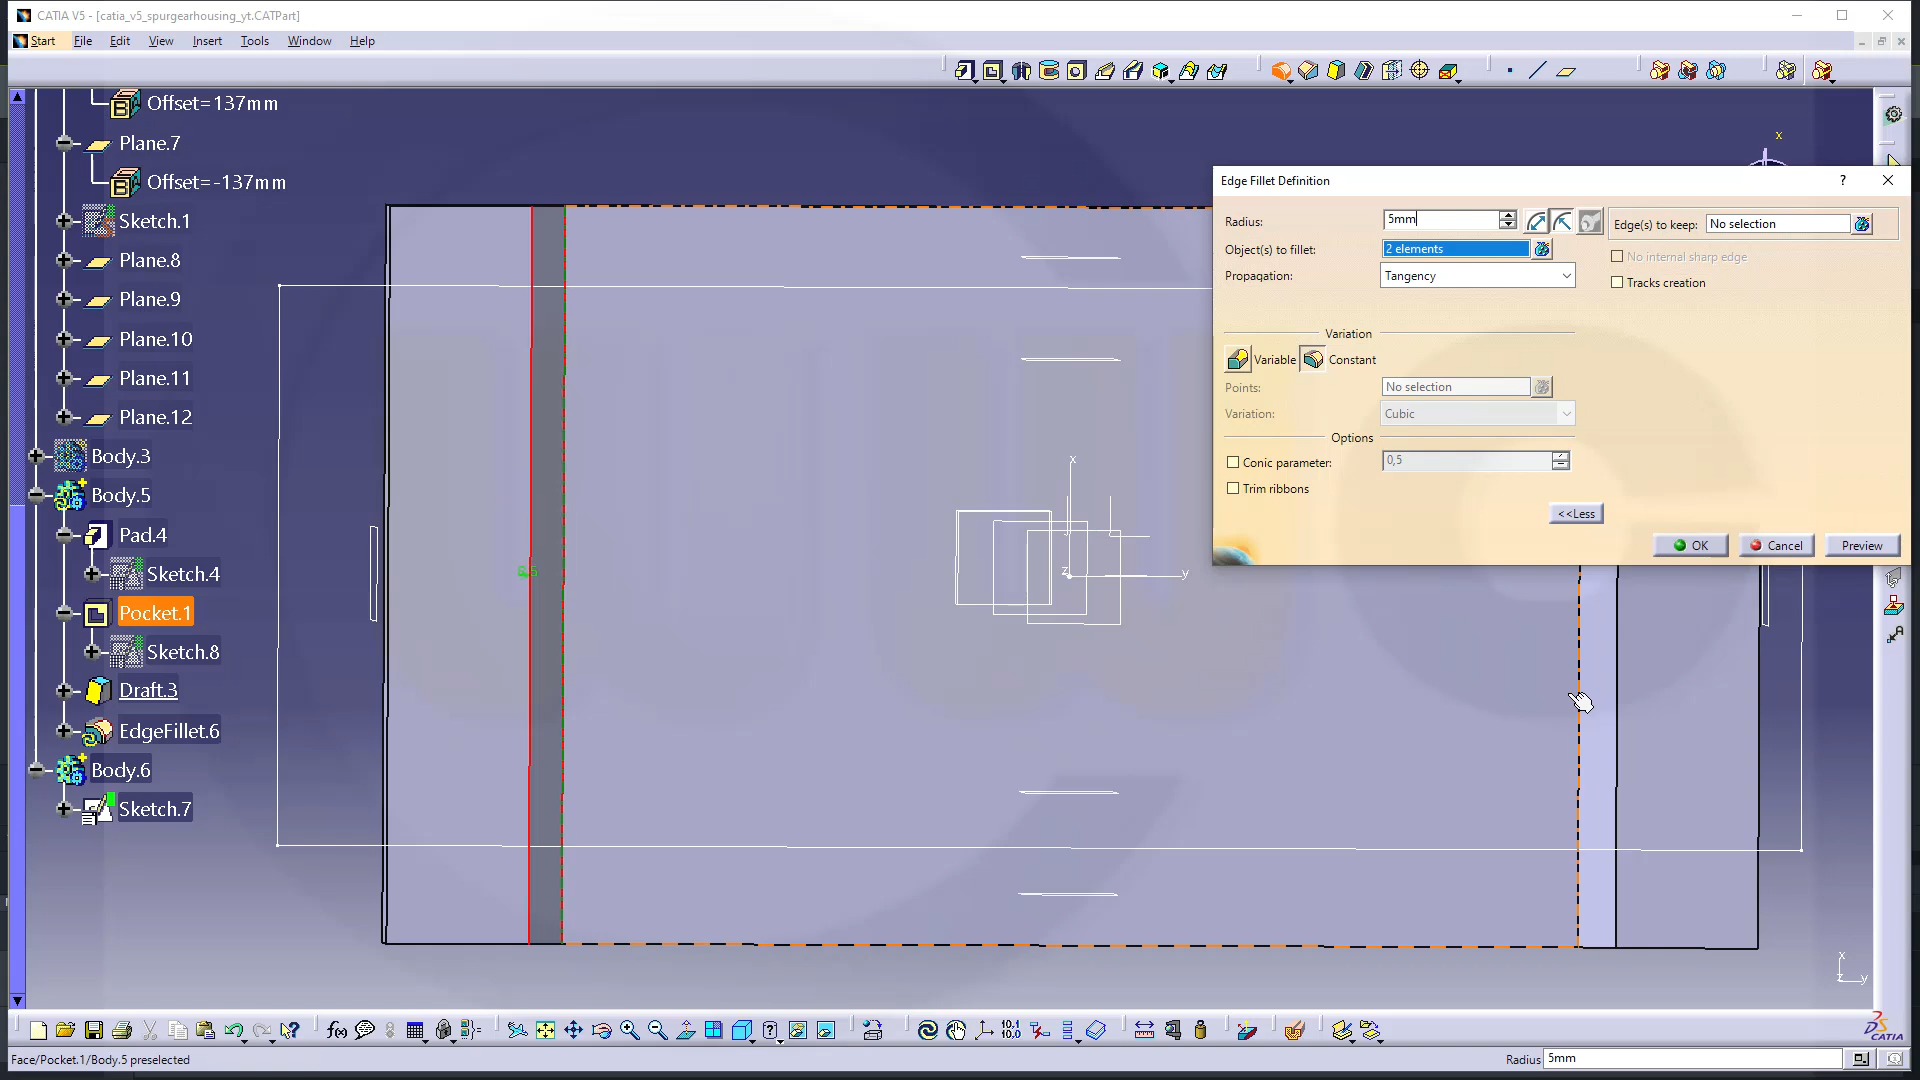 CATIA V5 - [catia_v5_spurgearhousing_yt.CATPart]
Start File Edit View Insert Tools Window Help
Offset=137mm
Plane.7
Offset=-137mm
Sketch.1
Plane.8
Plane.9
Plane.10
Plane.11
Plane.12
Body.3
Body.5
Pad.4
Sketch.4
Pocket.1
Sketch.8
Draft.3
EdgeFillet.6
Body.6
Sketch.7
x
x
y
z
Edge Fillet Definition
?
Radius: 5mm
Edge(s) to keep: No selection
Object(s) to fillet: 2 elements
No internal sharp edge
Propagation: Tangency
Tracks creation
Variation
Variable Constant
Points: No selection
Variation: Cubic
Options
Conic parameter: 0,5
Trim ribbons
<<Less
OK Cancel Preview
x
z y
CATIA
Face/Pocket.1/Body.5 preselected
Radius 5mm